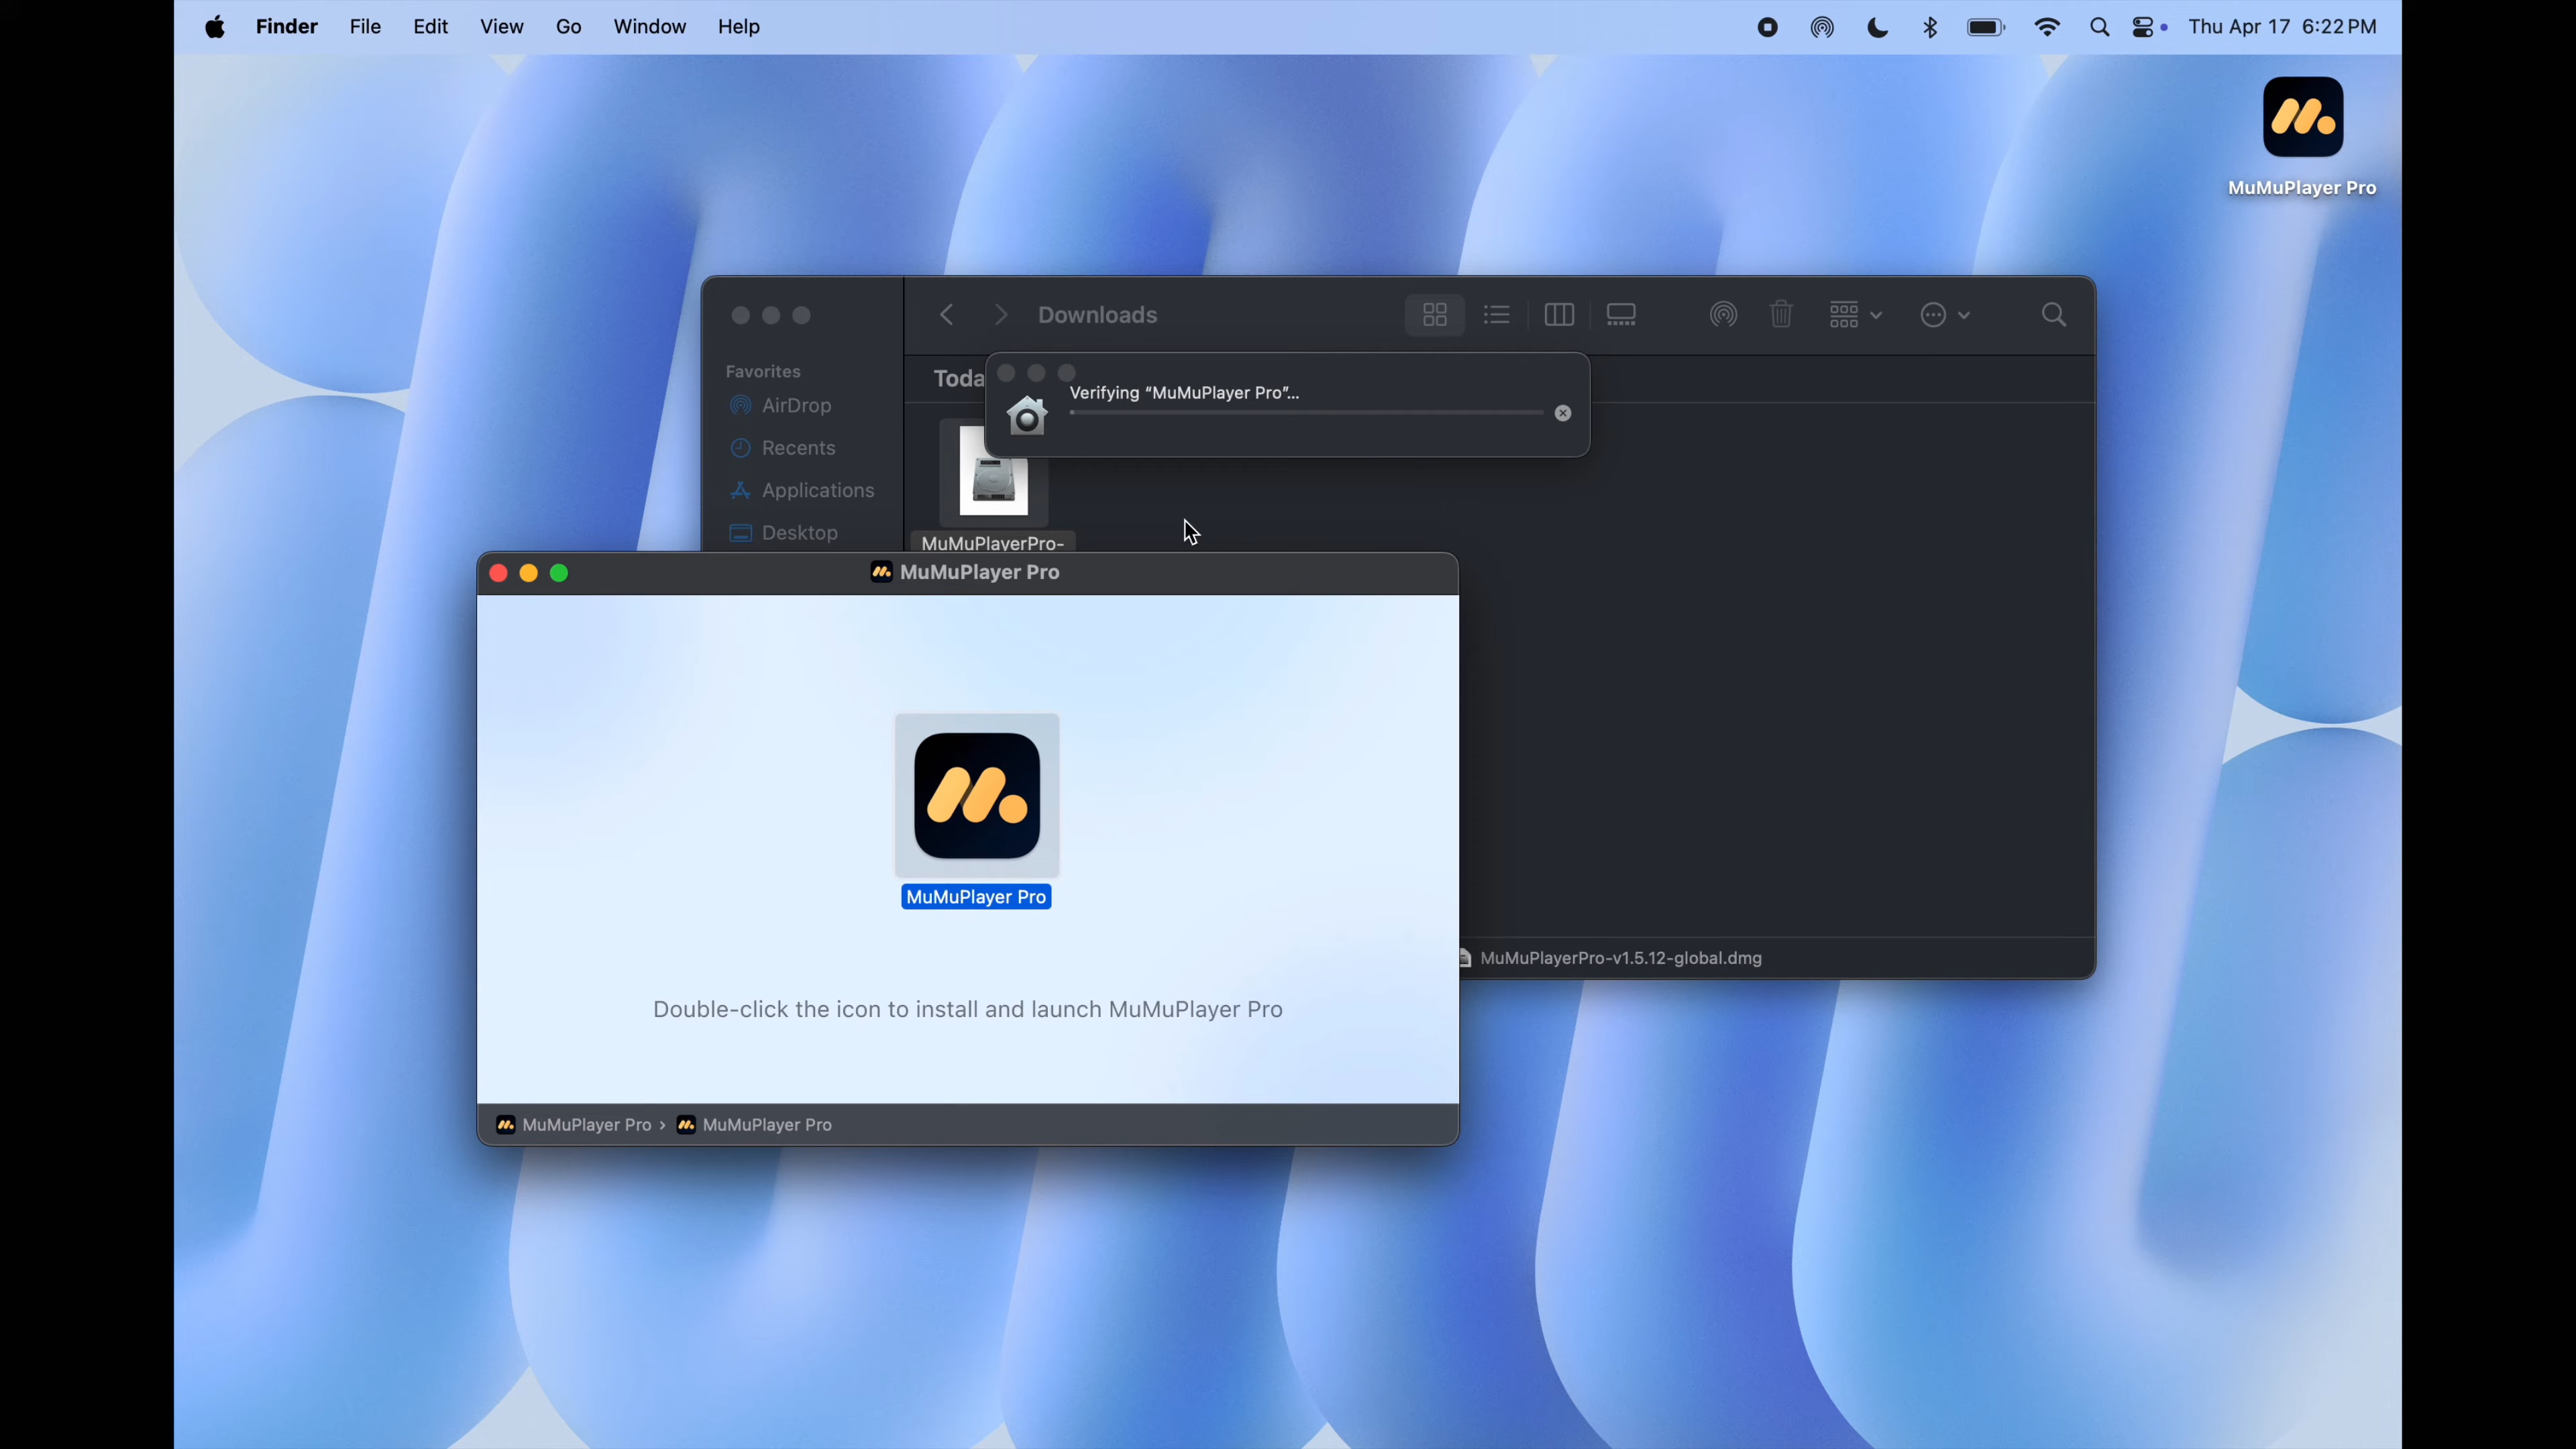 Finder File Edit View Go Window Help Thu Apr 17 6:22 PM
MuMuPlayer Pro
Downloads
Favorites
AirDrop
Recents
Applications
Desktop
Toda
Verifying “MuMuPlayer Pro”...
MuMuPlayerPro-
MuMuPlayer Pro
MuMuPlayer Pro
Double-click the icon to install and launch MuMuPlayer Pro
MuMuPlayer Pro › MuMuPlayer Pro
MuMuPlayerPro-v1.5.12-global.dmg